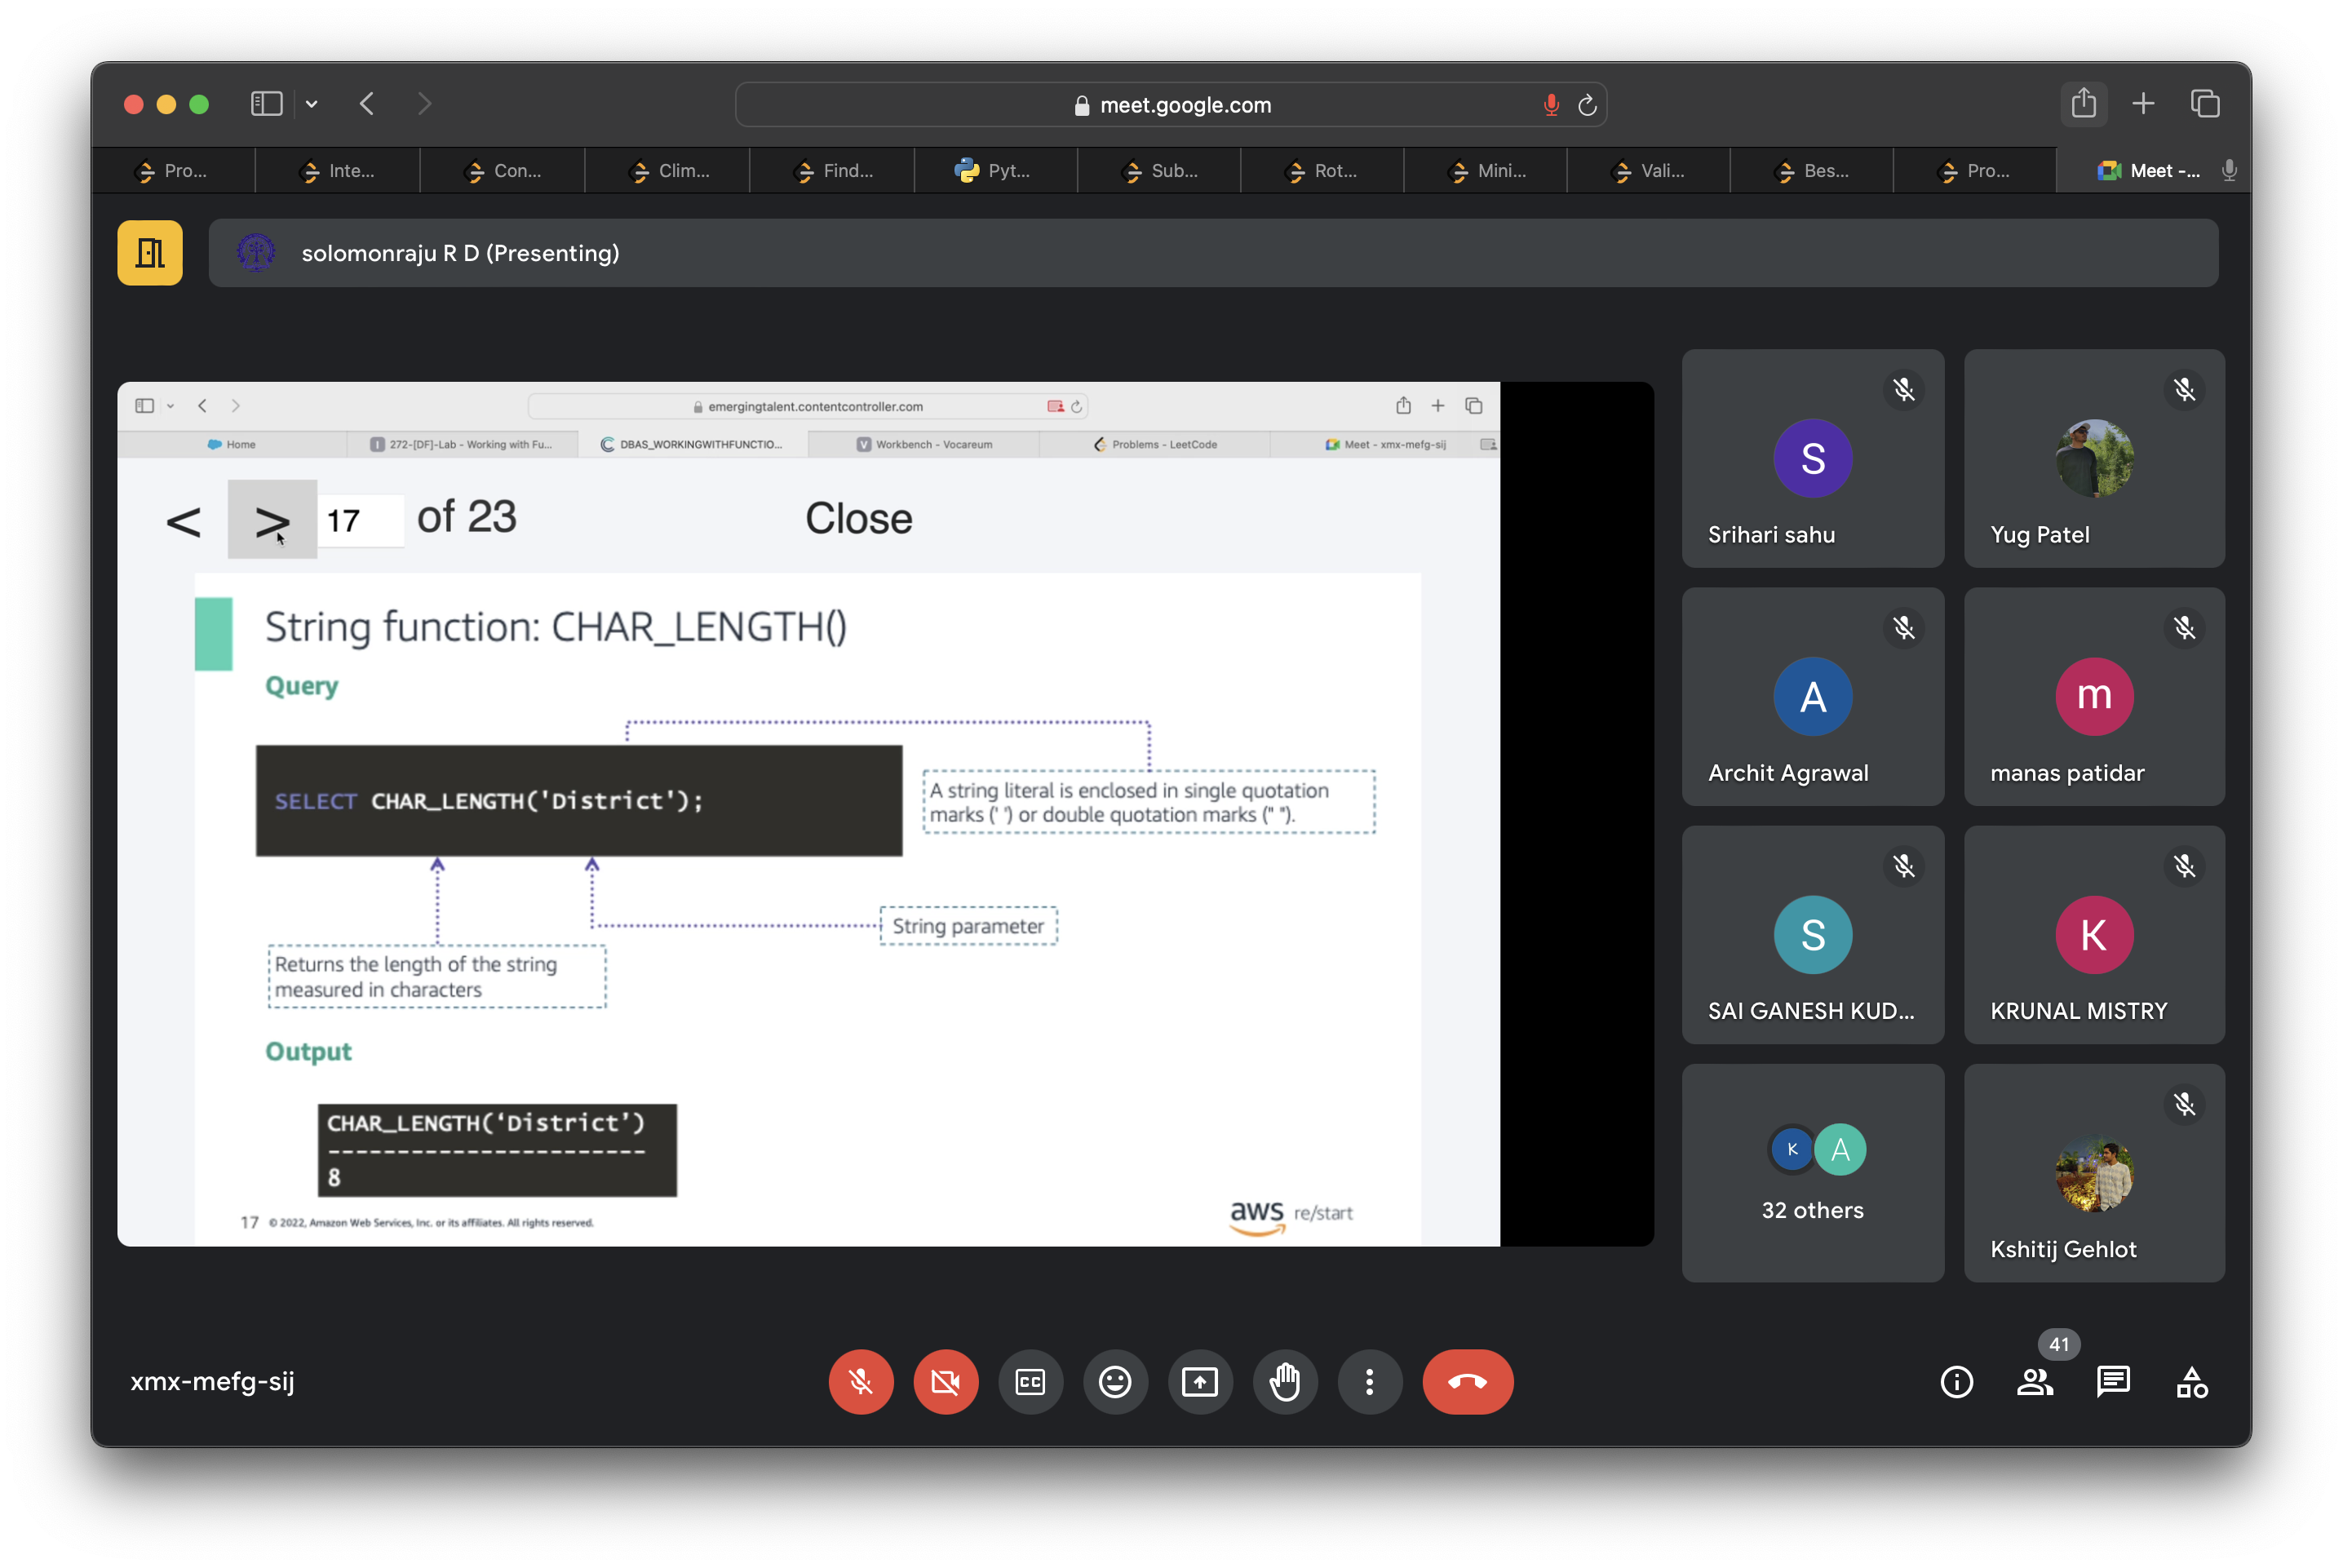 meet.google.com
Pro...
Inte...
Con...
Clim...
Find...
Pyt...
Sub...
Rot...
Mini...
Vali...
Bes...
Pro...
Meet -...
solomonraju R D (Presenting)
emergingtalent.contentcontroller.com
Home
272-[DF]-Lab - Working with Fu...
DBAS_WORKINGWITHFUNCTIO...
Workbench - Vocareum
Problems - LeetCode
Meet - xmx-mefg-sij
< > 17 of 23
Close
String function: CHAR_LENGTH()
Query
SELECT CHAR_LENGTH('District');
A string literal is enclosed in single quotation
marks (' ') or double quotation marks (" ").
String parameter
Returns the length of the string
measured in characters
Output
CHAR_LENGTH(‘District’)
-----------------------
8
17 © 2022, Amazon Web Services, Inc. or its affiliates. All rights reserved.
aws re/start
S
Srihari sahu
Yug Patel
A
Archit Agrawal
m
manas patidar
S
SAI GANESH KUD...
K
KRUNAL MISTRY
K A
32 others
Kshitij Gehlot
xmx-mefg-sij
CC
41